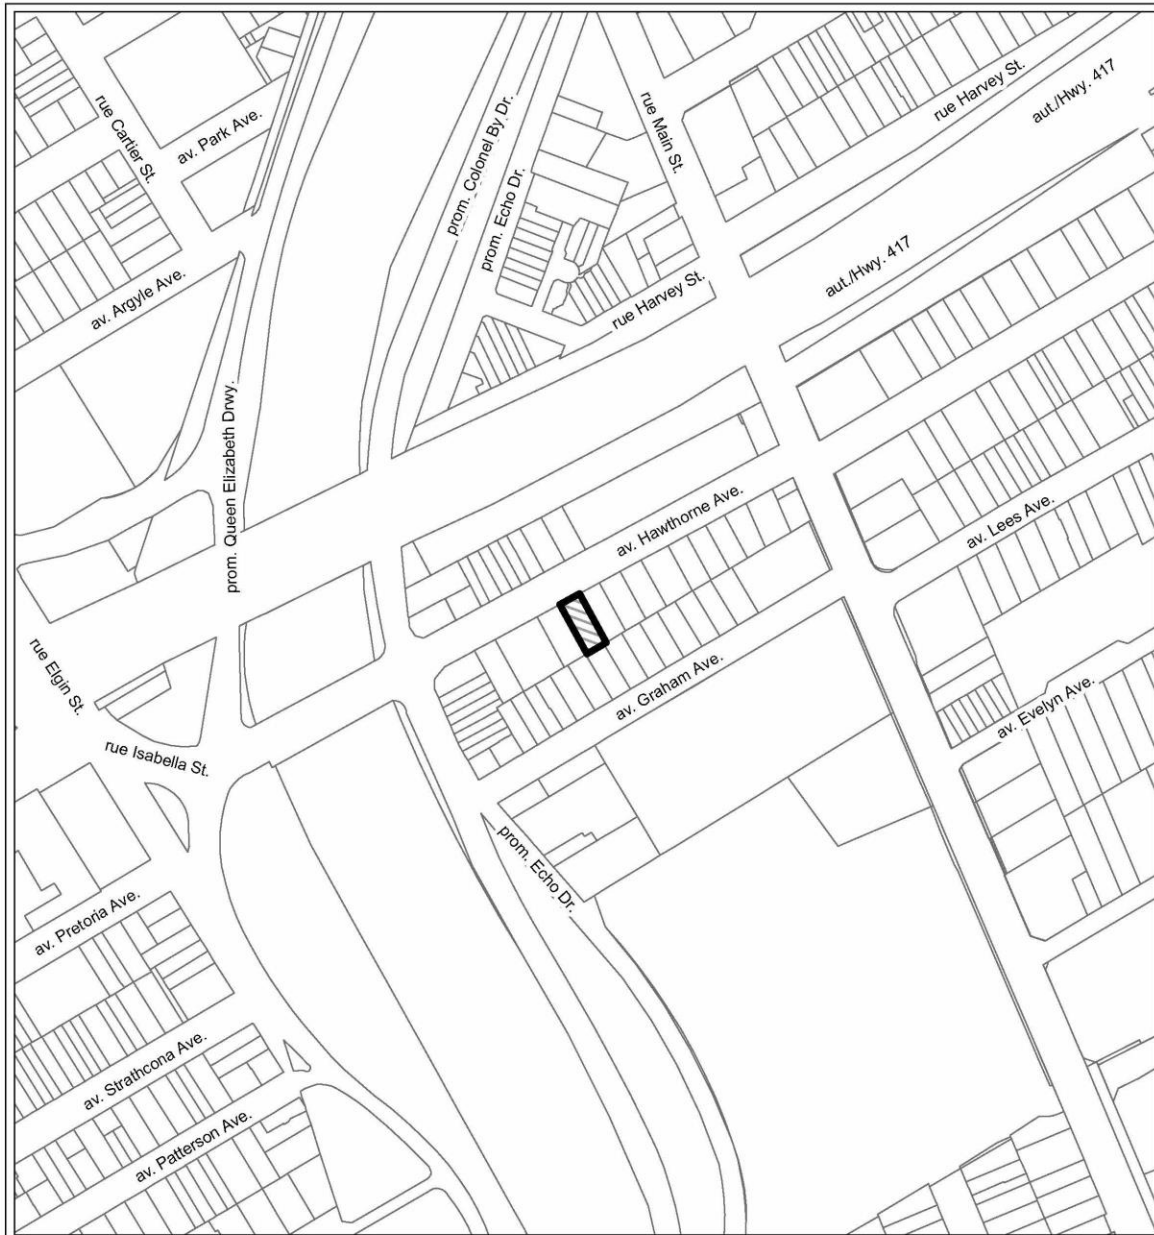 rue Cartier St.
av. Park Ave.
prom. Colonel By Dr.
prom. Echo Dr.
rue Main St.
rue Harvey St.
aut./Hwy. 417
av. Argyle Ave.
rue Harvey St.
aut./Hwy. 417
prom. Queen Elizabeth Drwy.
av. Hawthorne Ave.
av. Lees Ave.
rue Elgin St.
rue Isabella St.
av. Graham Ave.
av. Evelyn Ave.
prom. Echo Dr.
av. Pretoria Ave.
av. Strathcona Ave.
av. Patterson Ave.